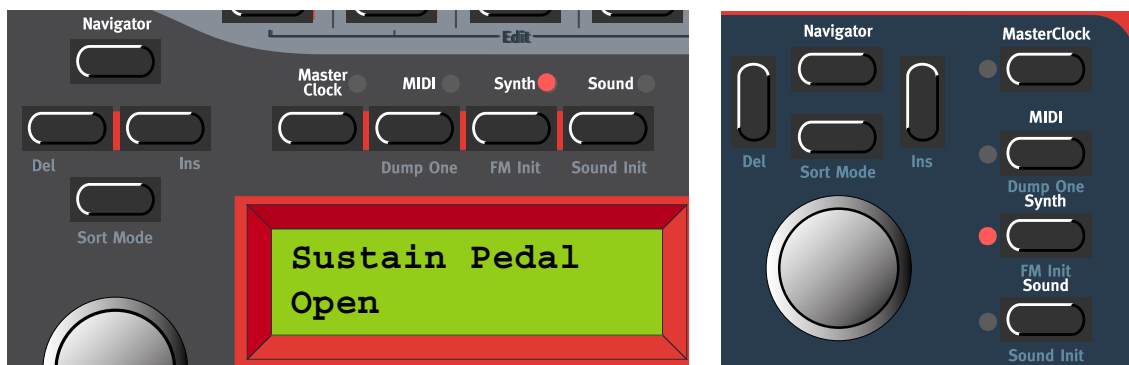 Navigator
Edit
Master
Clock
MIDI
Synth
Sound
Del
Ins
Dump One
FM Init
Sound Init
Sort Mode
Sustain Pedal
Open
Navigator
MasterClock
Del
Sort Mode
Ins
MIDI
Dump One
Synth
FM Init
Sound
Sound Init